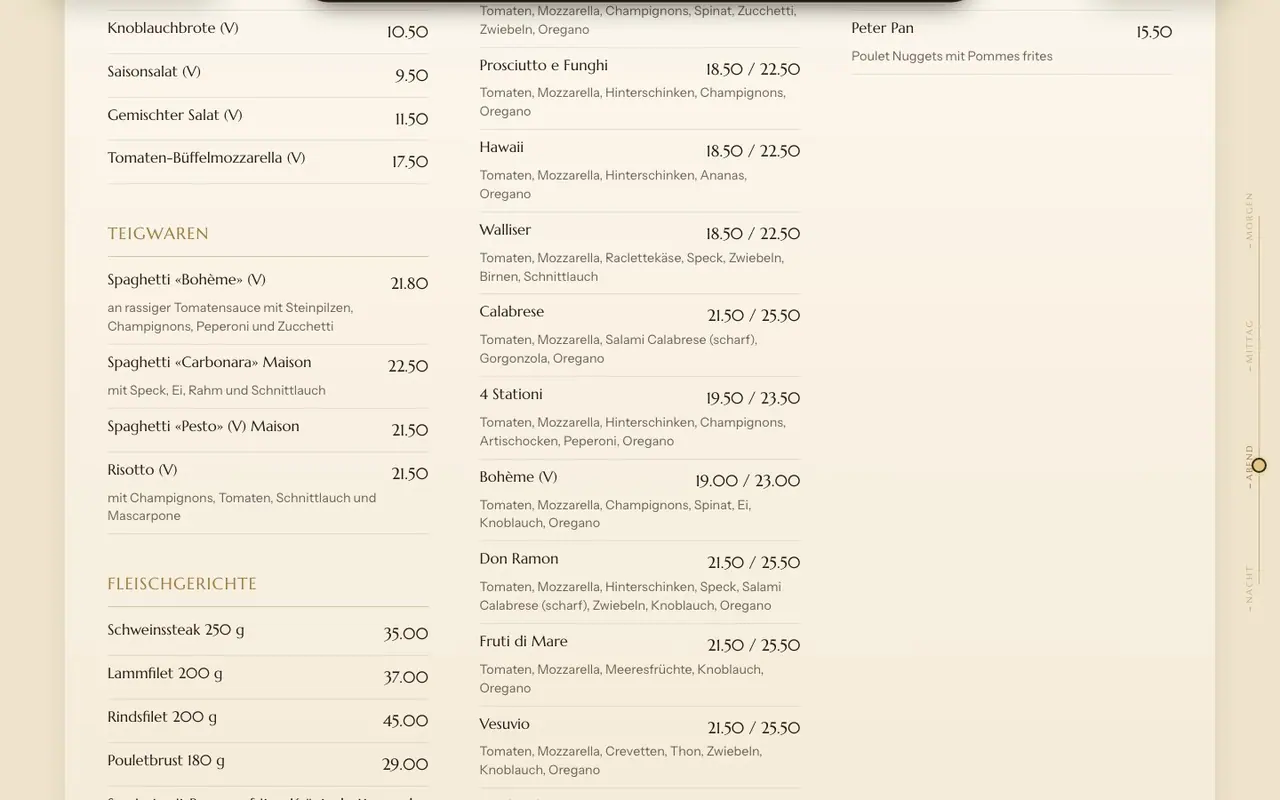 Knoblauchbrote (V) 10.50
Saisonsalat (V) 9.50
Gemischter Salat (V) 11.50
Tomaten-Büffelmozzarella (V) 17.50
TEIGWAREN
Spaghetti «Bohème» (V) 21.80
an rassiger Tomatensauce mit Steinpilzen,
Champignons, Peperoni und Zucchetti
Spaghetti «Carbonara» Maison 22.50
mit Speck, Ei, Rahm und Schnittlauch
Spaghetti «Pesto» (V) Maison 21.50
Risotto (V) 21.50
mit Champignons, Tomaten, Schnittlauch und
Mascarpone
FLEISCHGERICHTE
Schweinssteak 250 g 35.00
Lammfilet 200 g 37.00
Rindsfilet 200 g 45.00
Pouletbrust 180 g 29.00
Tomaten, Mozzarella, Champignons, Spinat, Zucchetti,
Zwiebeln, Oregano
Prosciutto e Funghi 18.50 / 22.50
Tomaten, Mozzarella, Hinterschinken, Champignons,
Oregano
Hawaii 18.50 / 22.50
Tomaten, Mozzarella, Hinterschinken, Ananas,
Oregano
Walliser 18.50 / 22.50
Tomaten, Mozzarella, Raclettekäse, Speck, Zwiebeln,
Birnen, Schnittlauch
Calabrese 21.50 / 25.50
Tomaten, Mozzarella, Salami Calabrese (scharf),
Gorgonzola, Oregano
4 Stationi 19.50 / 23.50
Tomaten, Mozzarella, Hinterschinken, Champignons,
Artischocken, Peperoni, Oregano
Bohème (V) 19.00 / 23.00
Tomaten, Mozzarella, Champignons, Spinat, Ei,
Knoblauch, Oregano
Don Ramon 21.50 / 25.50
Tomaten, Mozzarella, Hinterschinken, Speck, Salami
Calabrese (scharf), Zwiebeln, Knoblauch, Oregano
Fruti di Mare 21.50 / 25.50
Tomaten, Mozzarella, Meeresfrüchte, Knoblauch,
Oregano
Vesuvio 21.50 / 25.50
Tomaten, Mozzarella, Crevetten, Thon, Zwiebeln,
Knoblauch, Oregano
Peter Pan 15.50
Poulet Nuggets mit Pommes frites
– MORGEN
– MITTAG
– ABEND
– NACHT